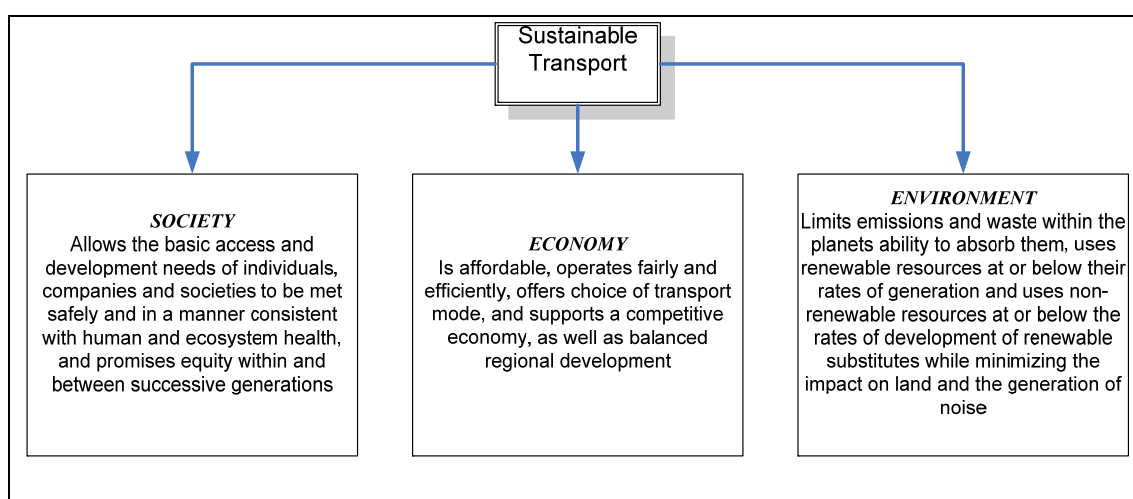 Sustainable
Transport
SOCIETY
Allows the basic access and
development needs of individuals,
companies and societies to be met
safely and in a manner consistent
with human and ecosystem health,
and promises equity within and
between successive generations
ECONOMY
Is affordable, operates fairly and
efficiently, offers choice of transport
mode, and supports a competitive
economy, as well as balanced
regional development
ENVIRONMENT
Limits emissions and waste within the
planets ability to absorb them, uses
renewable resources at or below their
rates of generation and uses non-
renewable resources at or below the
rates of development of renewable
substitutes while minimizing the
impact on land and the generation of
noise